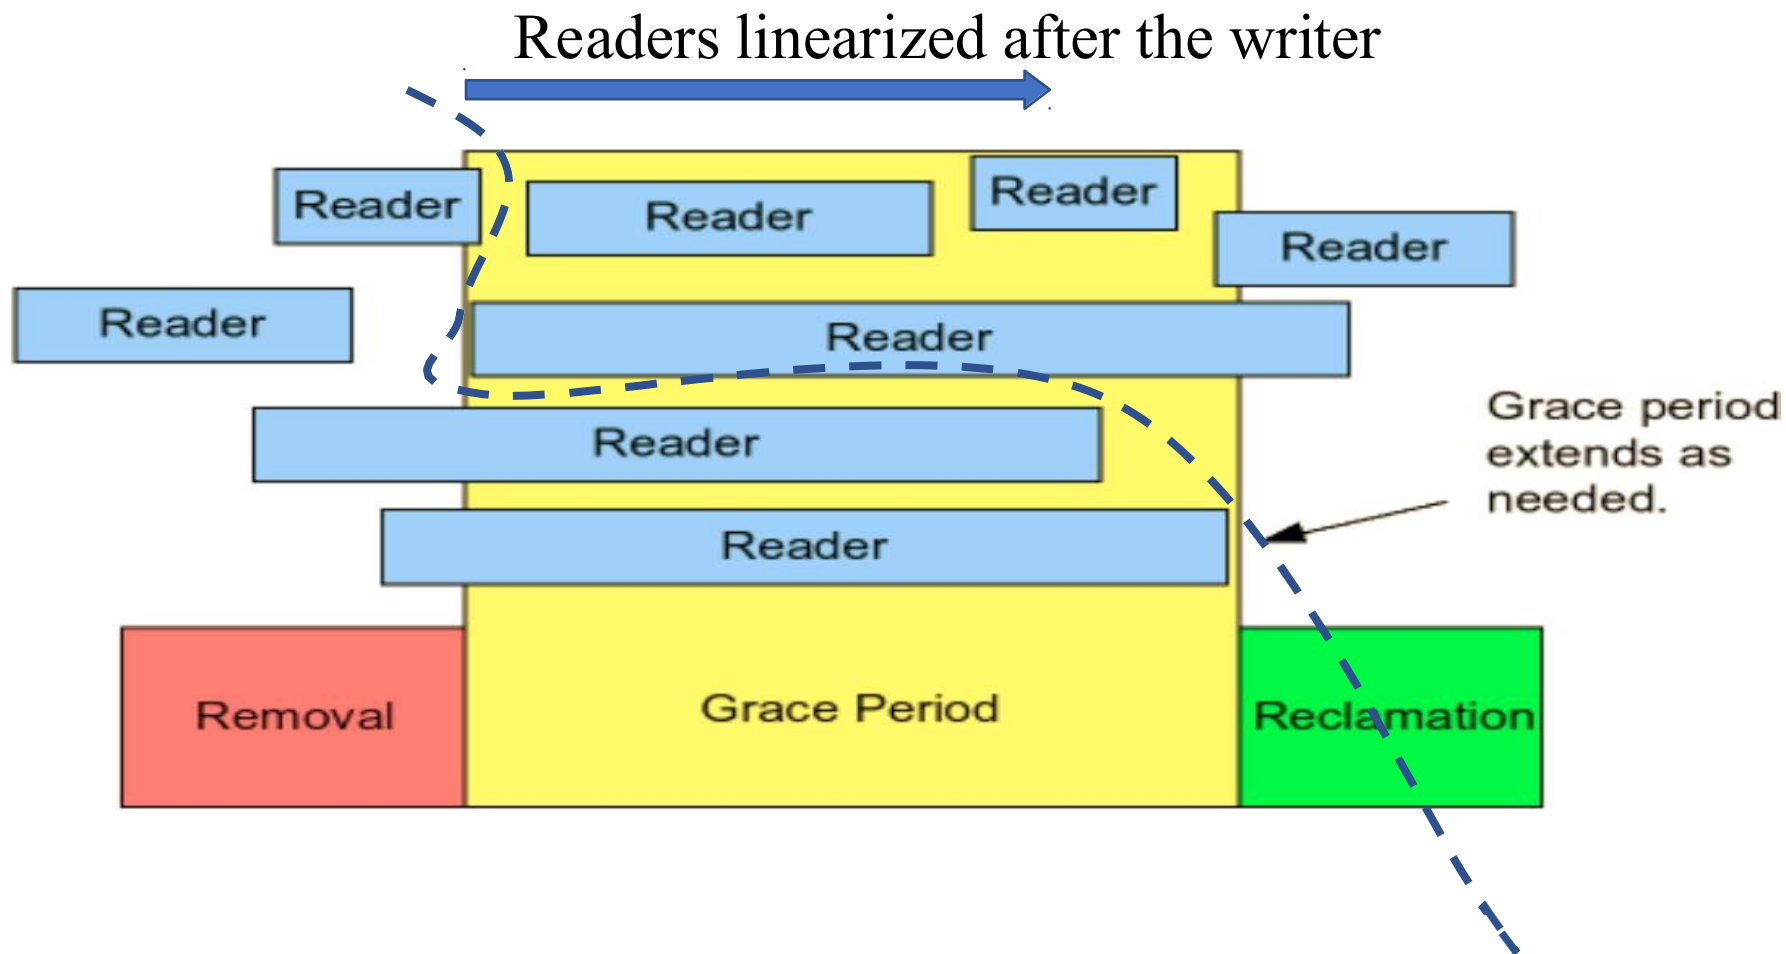 Readers linearized after the writer
Reader
Reader
Reader
Reader
Reader
Reader
Grace period
extends as
needed.
Reader
Reader
Removal
Grace Period
Reclamation